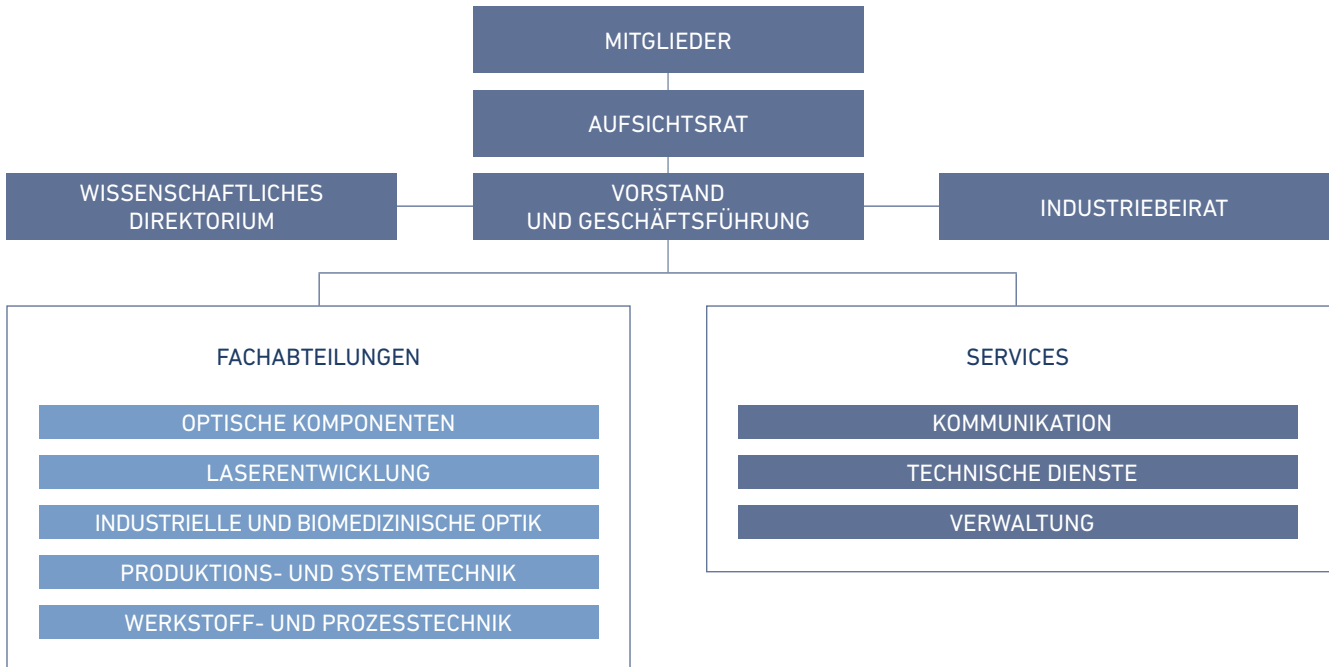 MITGLIEDER
AUFSICHTSRAT
WISSENSCHAFTLICHES
DIREKTORIUM
VORSTAND
UND GESCHÄFTSFÜHRUNG
INDUSTRIEBEIRAT
FACHABTEILUNGEN
OPTISCHE KOMPONENTEN
LASERENTWICKLUNG
INDUSTRIELLE UND BIOMEDIZINISCHE OPTIK
PRODUKTIONS- UND SYSTEMTECHNIK
WERKSTOFF- UND PROZESSTECHNIK
SERVICES
KOMMUNIKATION
TECHNISCHE DIENSTE
VERWALTUNG